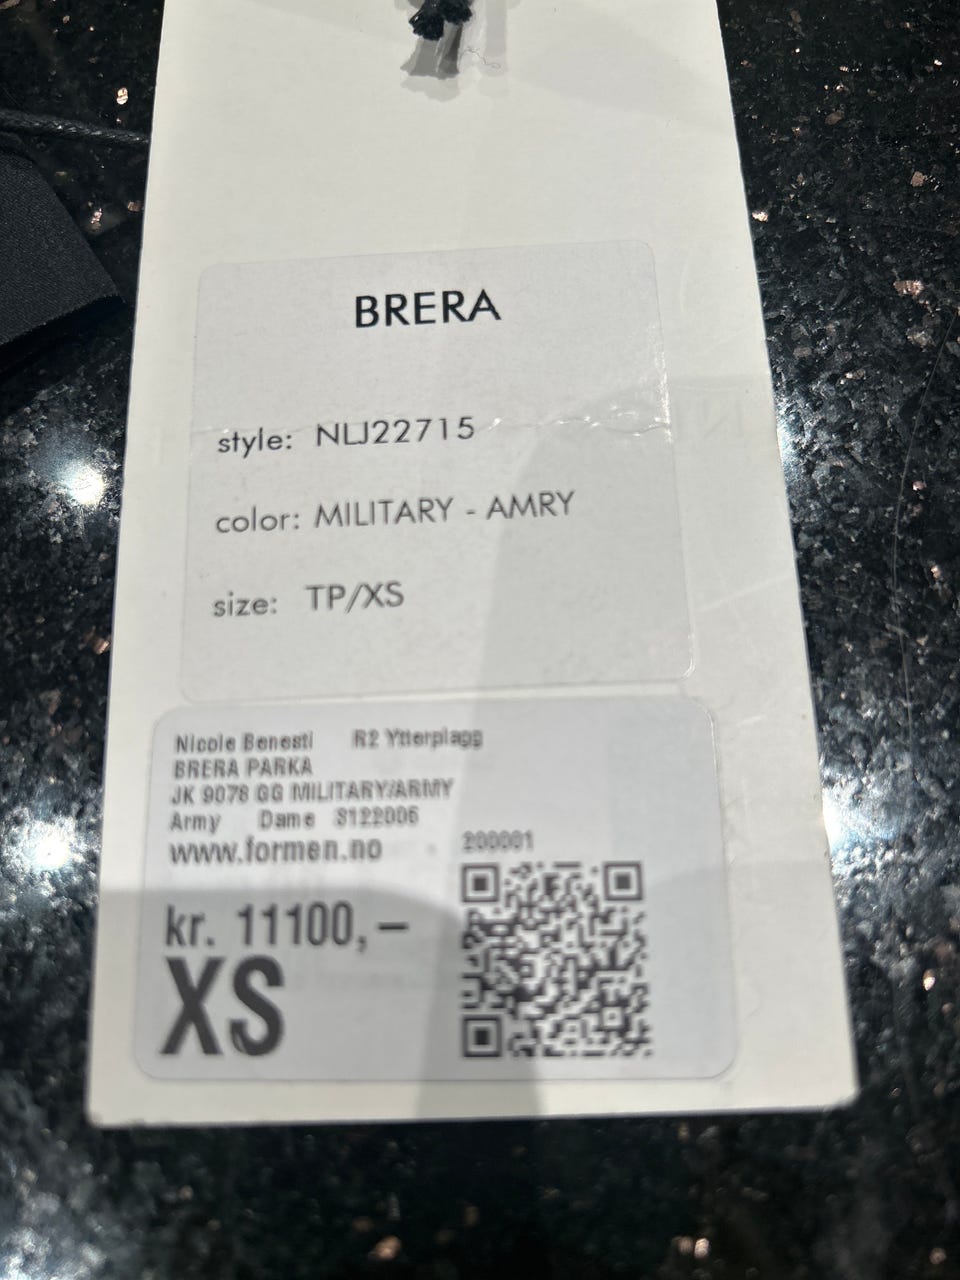 BRERA
style: NLJ22715
color: MILITARY - AMRY
size: TP/XS
Nicole Benesti R2 Ytterplagg
BRERA PARKA
JK 9078 GG MILITARY/ARMY
Army Dame S122006
www.formen.no
200001
kr. 11100,–
XS